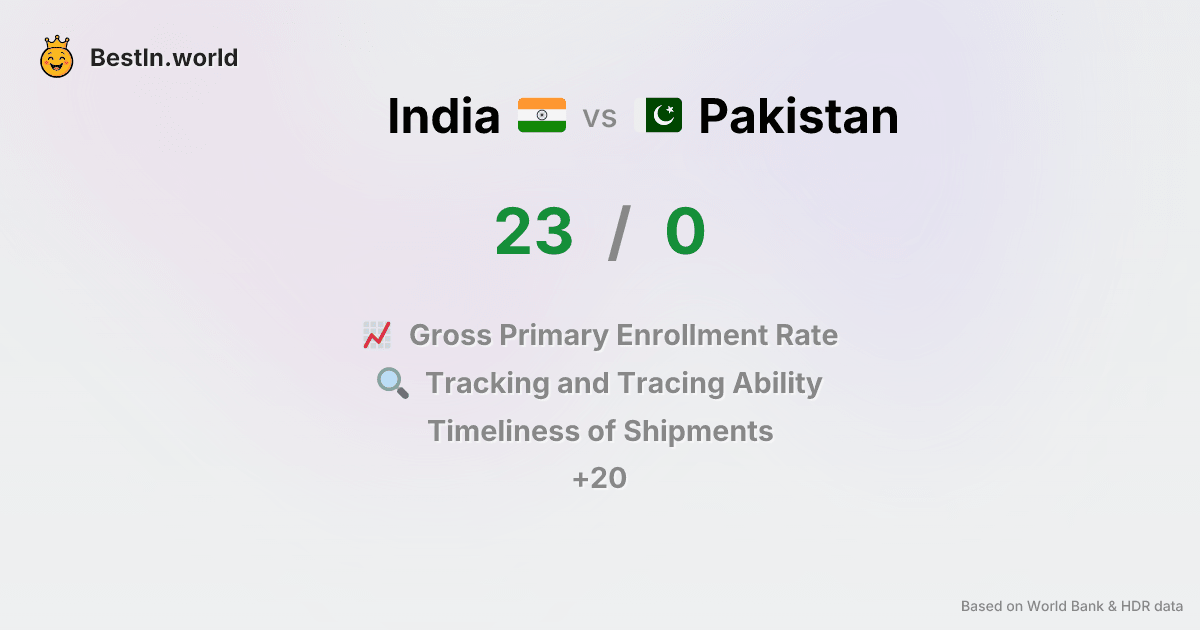 BestIn.world
India vs Pakistan
23 / 0
Gross Primary Enrollment Rate
Tracking and Tracing Ability
Timeliness of Shipments
+20
Based on World Bank & HDR data